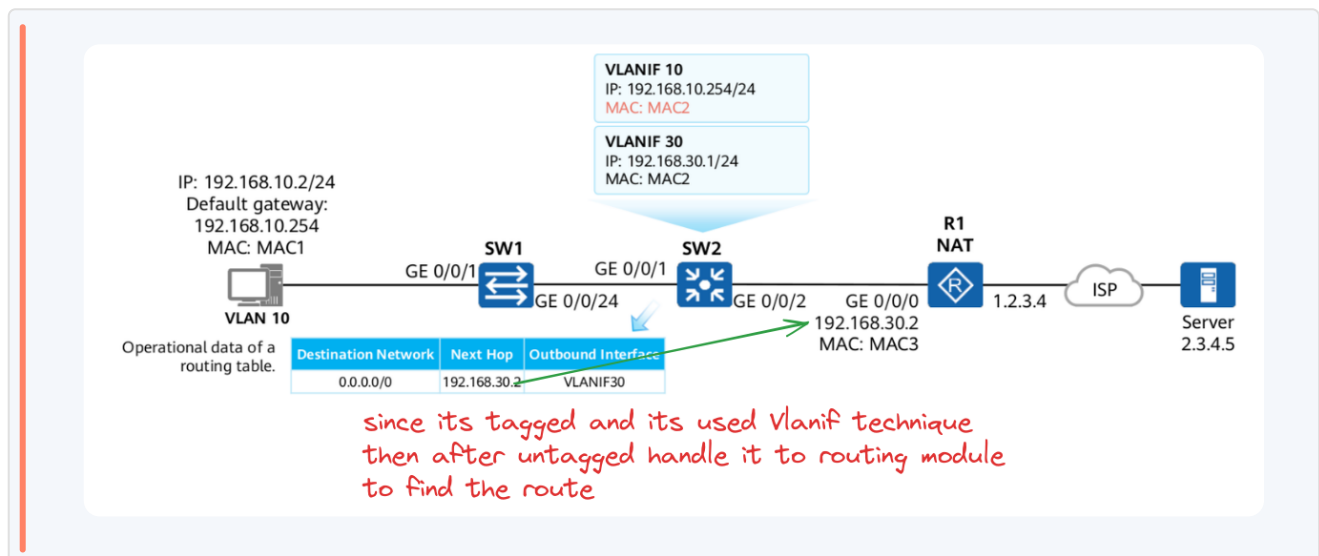 VLANIF 10
IP: 192.168.10.254/24
MAC: MAC2
VLANIF 30
IP: 192.168.30.1/24
MAC: MAC2
IP: 192.168.10.2/24
Default gateway:
192.168.10.254
MAC: MAC1
VLAN 10
GE 0/0/1
SW1
GE 0/0/24
GE 0/0/1
SW2
GE 0/0/2
R1
NAT
GE 0/0/0
192.168.30.2
MAC: MAC3
R
1.2.3.4
ISP
Server
2.3.4.5
Operational data of a
routing table.
Destination Network Next Hop Outbound Interface
0.0.0.0/0 192.168.30.2 VLANIF30
since its tagged and its used Vlanif technique
then after untagged handle it to routing module
to find the route